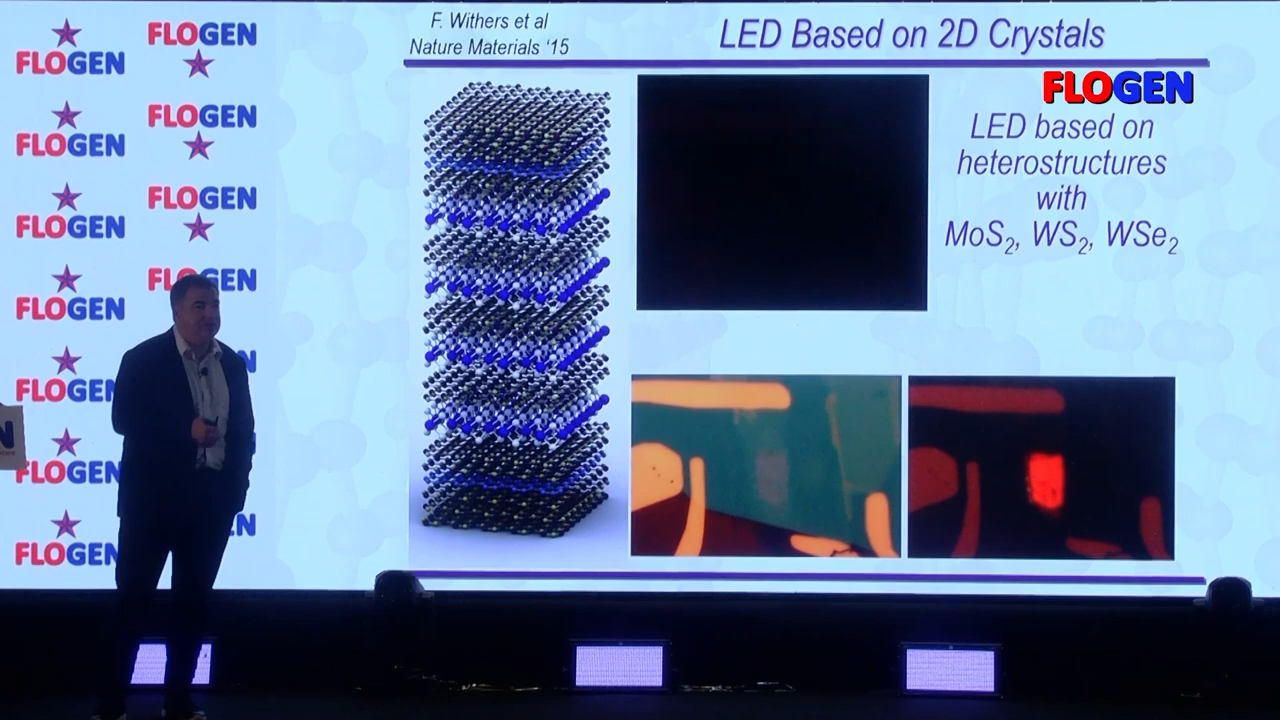 FLOGEN
FLOGEN
FLOGEN
FLOGEN
FLOGEN
FLOGEN
FLOGEN
FLOGEN
FLOGEN
FLOGEN
FLOGEN
F. Withers et al
Nature Materials ‘15
LED Based on 2D Crystals
FLOGEN
LED based on
heterostructures
with
MoS₂, WS₂, WSe₂